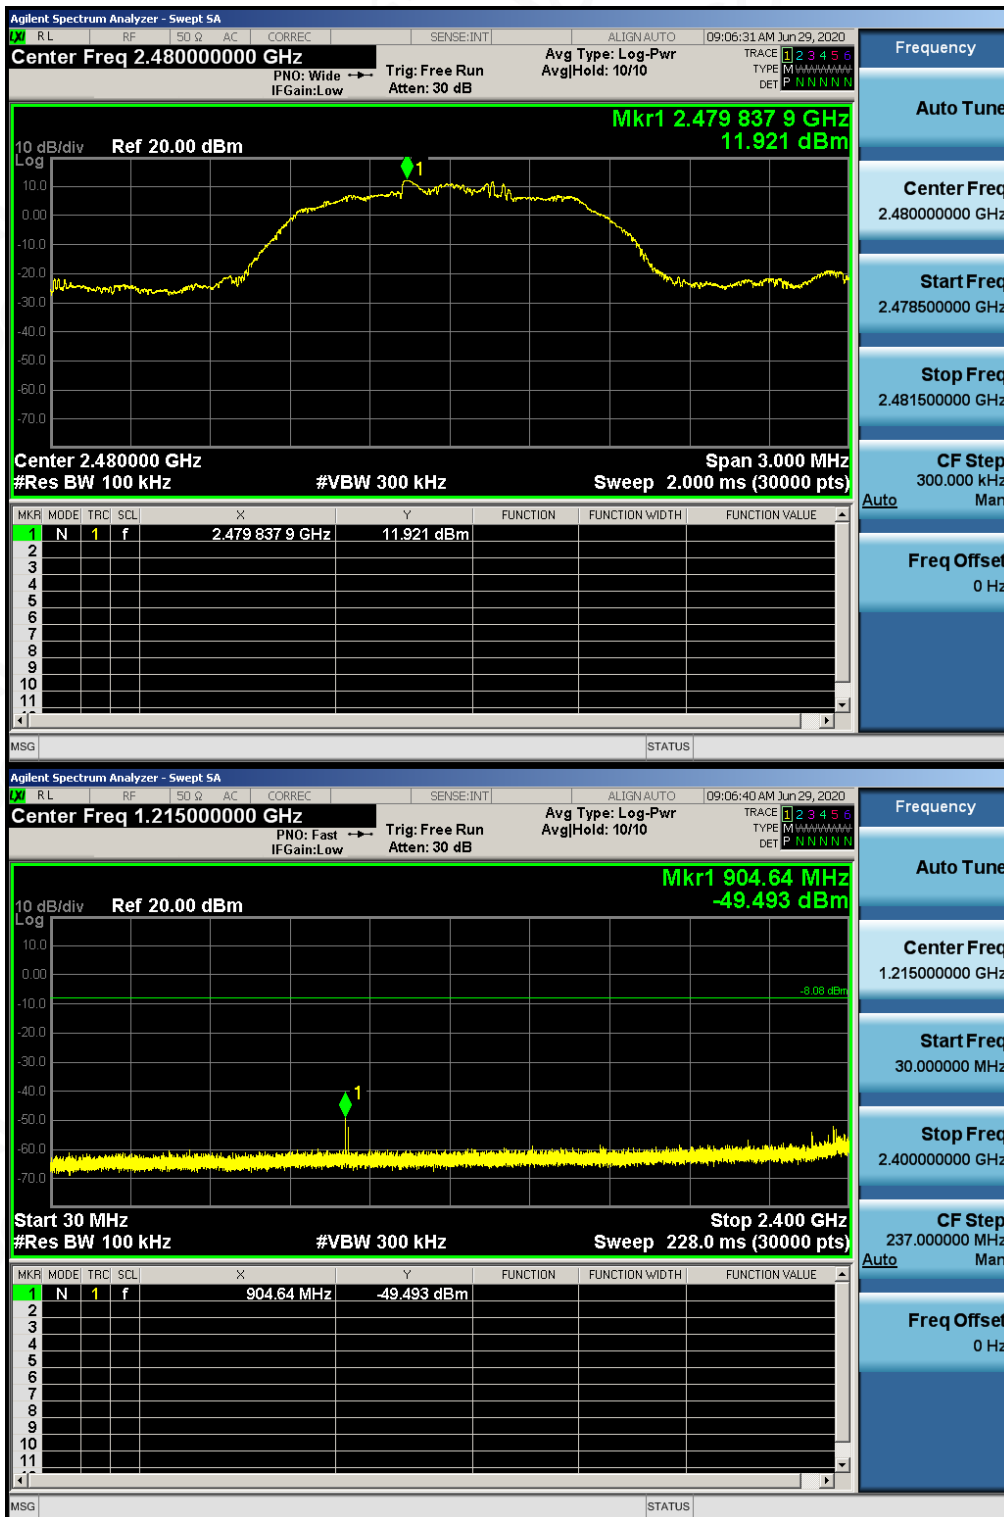 Agilent Spectrum Analyzer - Swept SA
LXI RL RF 50 Ω AC CORREC SENSE:INT ALIGN AUTO 09:06:31 AM Jun 29, 2020
Center Freq 2.480000000 GHz
PNO: Wide
IFGain:Low
Trig: Free Run
Atten: 30 dB
Avg Type: Log-Pwr
Avg|Hold: 10/10
TRACE 1 2 3 4 5 6
TYPE M
DET P N N N N N
Mkr1 2.479 837 9 GHz
11.921 dBm
10 dB/div Ref 20.00 dBm
Log
1
10.0
0.00
-10.0
-20.0
-30.0
-40.0
-50.0
-60.0
-70.0
Center 2.480000 GHz Span 3.000 MHz
#Res BW 100 kHz #VBW 300 kHz Sweep 2.000 ms (30000 pts)
MKR MODE TRC SCL X Y FUNCTION FUNCTION WIDTH FUNCTION VALUE
1 N 1 f 2.479 837 9 GHz 11.921 dBm
2
3
4
5
6
7
8
9
10
11
MSG STATUS
Frequency
Auto Tune
Center Freq
2.480000000 GHz
Start Freq
2.478500000 GHz
Stop Freq
2.481500000 GHz
CF Step
300.000 kHz
Auto Man
Freq Offset
0 Hz
Agilent Spectrum Analyzer - Swept SA
LXI RL RF 50 Ω AC CORREC SENSE:INT ALIGN AUTO 09:06:40 AM Jun 29, 2020
Center Freq 1.215000000 GHz
PNO: Fast
IFGain:Low
Trig: Free Run
Atten: 30 dB
Avg Type: Log-Pwr
Avg|Hold: 10/10
TRACE 1 2 3 4 5 6
TYPE M
DET P N N N N N
Mkr1 904.64 MHz
-49.493 dBm
10 dB/div Ref 20.00 dBm
Log
10.0
0.00
-8.08 dBm
-10.0
-20.0
-30.0
-40.0
1
-50.0
-60.0
-70.0
Start 30 MHz Stop 2.400 GHz
#Res BW 100 kHz #VBW 300 kHz Sweep 228.0 ms (30000 pts)
MKR MODE TRC SCL X Y FUNCTION FUNCTION WIDTH FUNCTION VALUE
1 N 1 f 904.64 MHz -49.493 dBm
2
3
4
5
6
7
8
9
10
11
MSG STATUS
Frequency
Auto Tune
Center Freq
1.215000000 GHz
Start Freq
30.000000 MHz
Stop Freq
2.400000000 GHz
CF Step
237.000000 MHz
Auto Man
Freq Offset
0 Hz